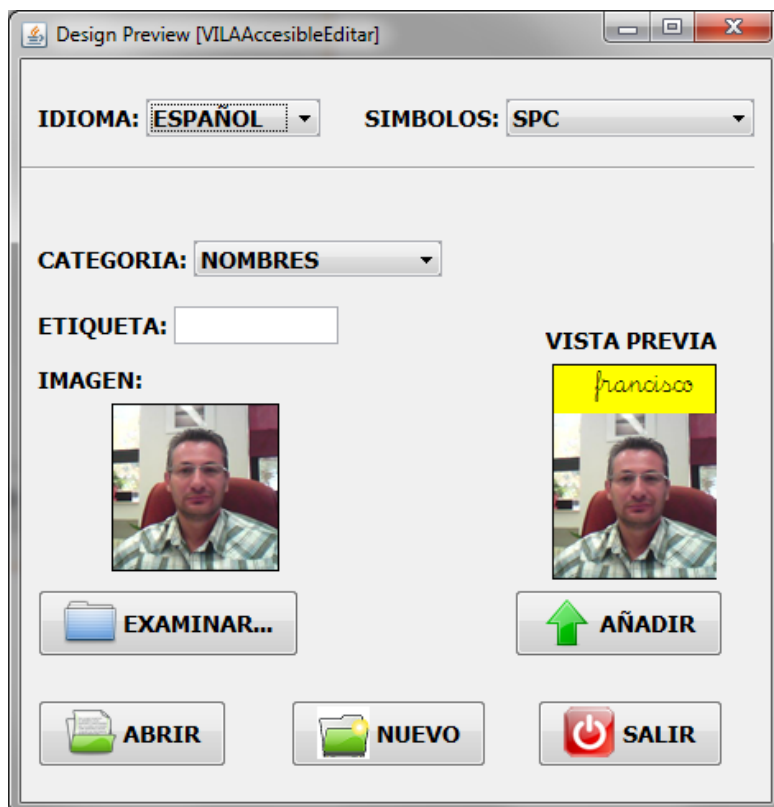 Design Preview [VILAAccesibleEditar]
IDIOMA: ESPAÑOL SIMBOLOS: SPC
CATEGORIA: NOMBRES
ETIQUETA:
VISTA PREVIA
IMAGEN:
francisco
EXAMINAR... AÑADIR
ABRIR NUEVO SALIR